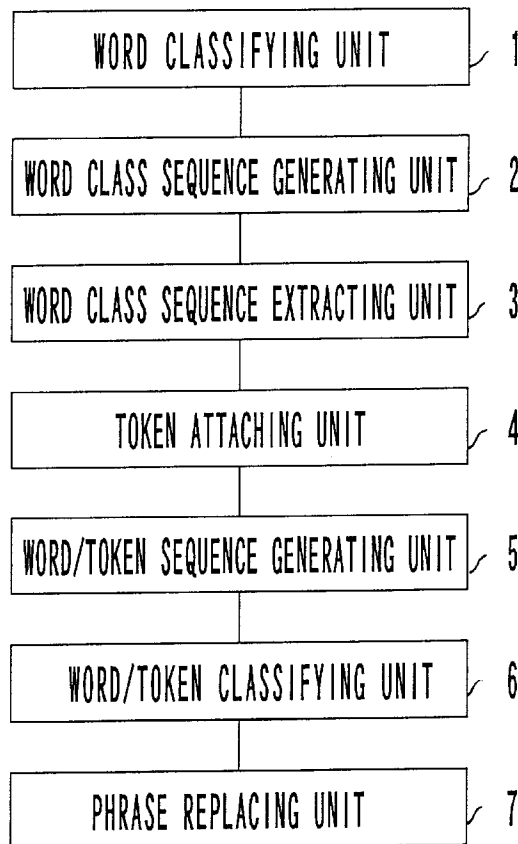 WORD CLASSIFYING UNIT 1
WORD CLASS SEQUENCE GENERATING UNIT 2
WORD CLASS SEQUENCE EXTRACTING UNIT 3
TOKEN ATTACHING UNIT 4
WORD/TOKEN SEQUENCE GENERATING UNIT 5
WORD/TOKEN CLASSIFYING UNIT 6
PHRASE REPLACING UNIT 7